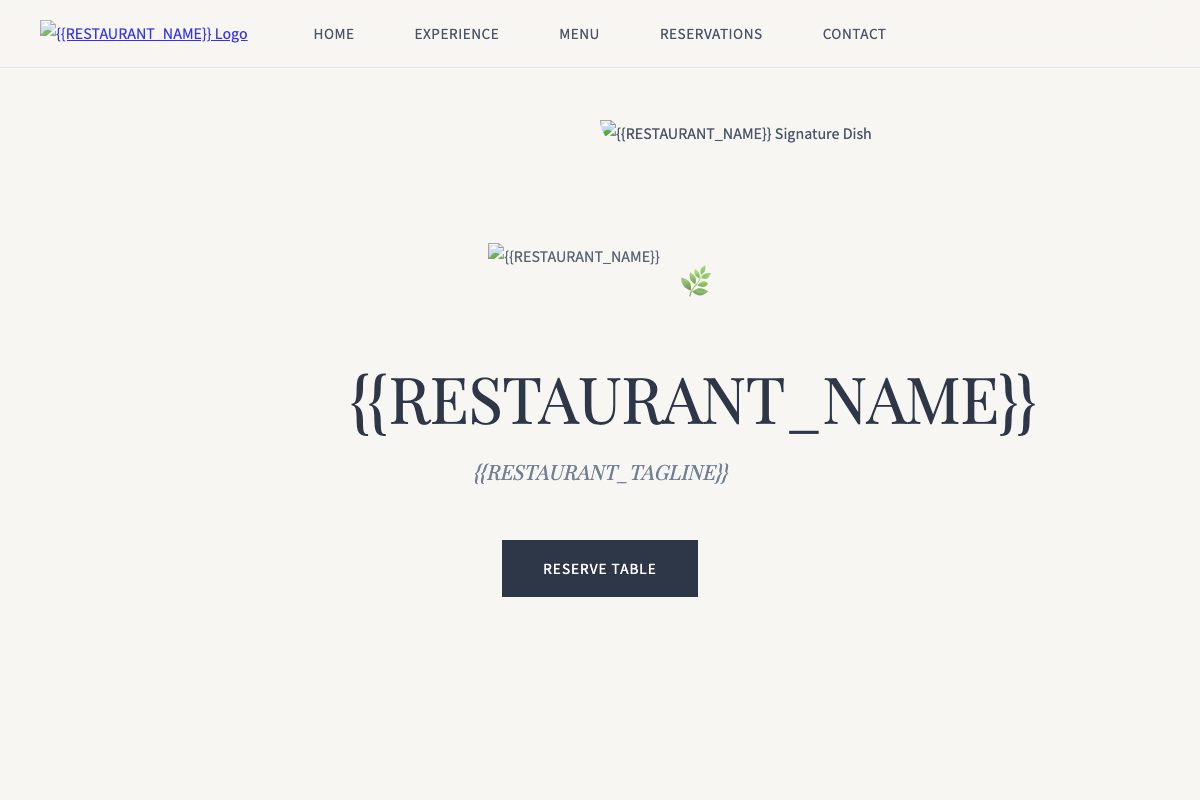 {{RESTAURANT_NAME}} Logo
HOME
EXPERIENCE
MENU
RESERVATIONS
CONTACT
{{RESTAURANT_NAME}} Signature Dish
{{RESTAURANT_NAME}}
{{RESTAURANT_NAME}}
{{RESTAURANT_TAGLINE}}
RESERVE TABLE